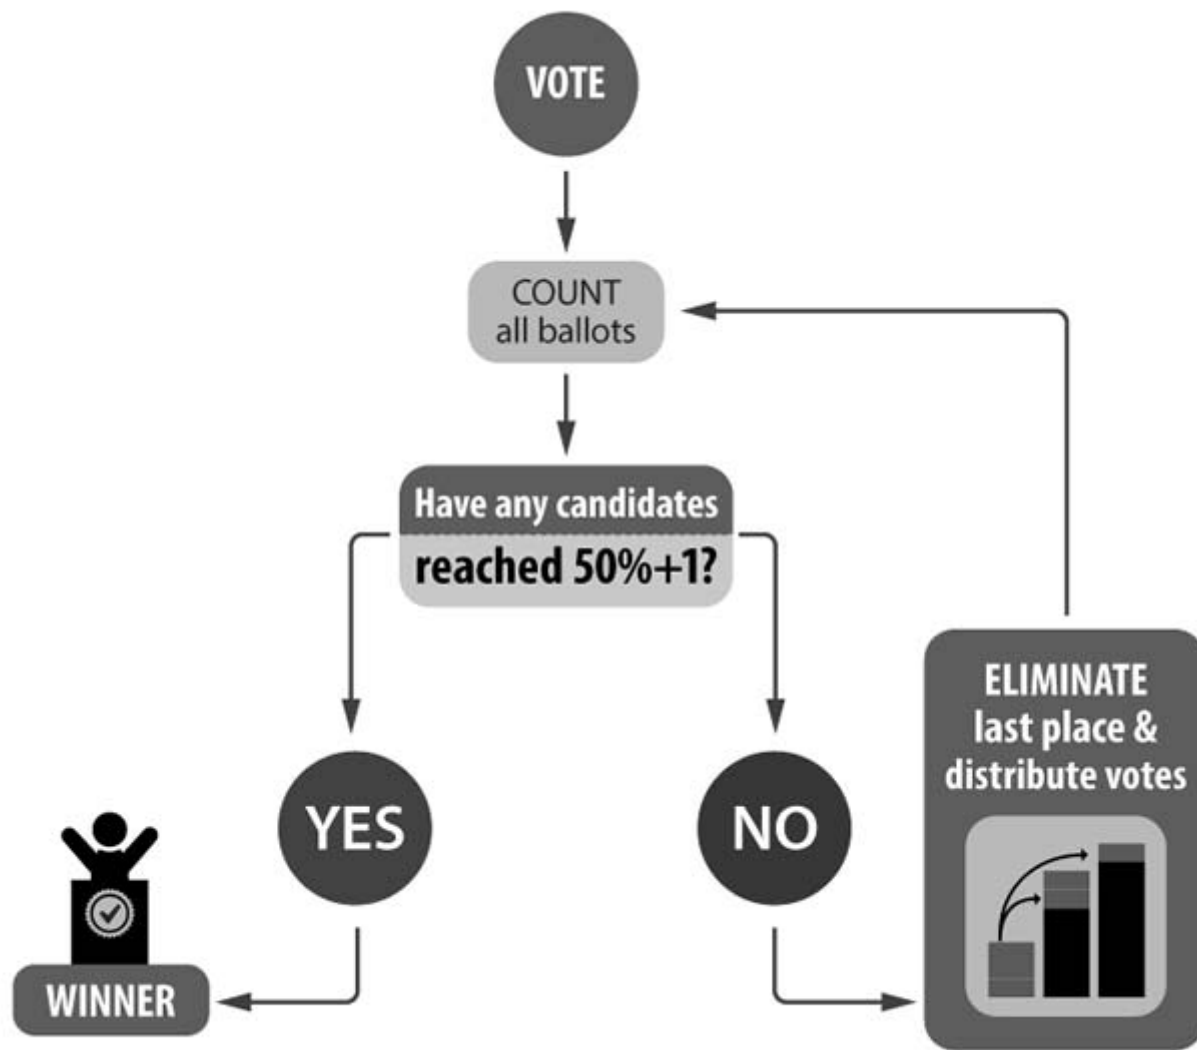 VOTE
COUNT
all ballots
Have any candidates
reached 50%+1?
YES
NO
ELIMINATE
last place &
distribute votes
WINNER